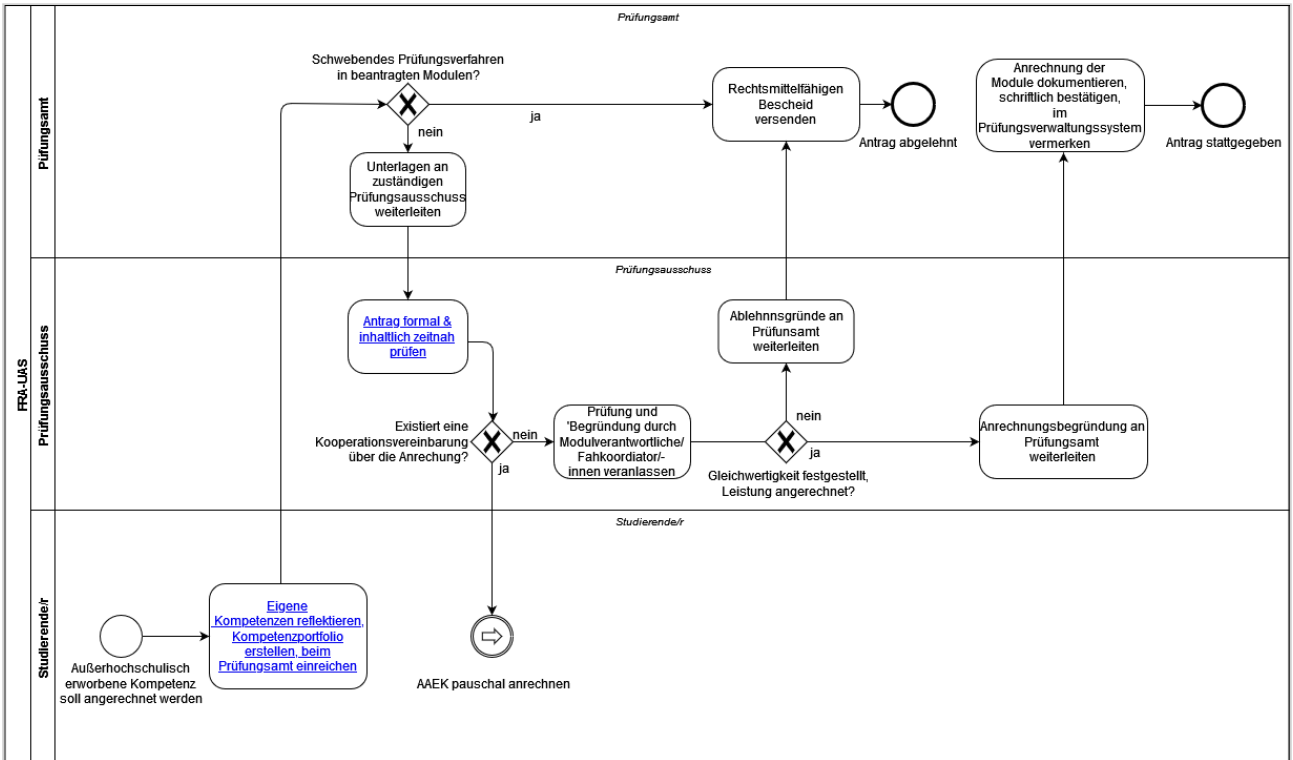 FRA-UAS
Püfungsamt
Prüfungsamt
Schwebendes Prüfungsverfahren
in beantragten Modulen?
ja
nein
Unterlagen an
zuständigen
Prüfungsausschuss
weiterleiten
Rechtsmittelfähigen
Bescheid
versenden
Antrag abgelehnt
Anrechnung der
Module dokumentieren,
schriftlich bestätigen,
im
Prüfungsverwaltungssystem
vermerken
Antrag stattgegeben
Prüfungsausschuss
Prüfungsausschuss
Antrag formal &
inhaltlich zeitnah
prüfen
Existiert eine
Kooperationsvereinbarung
über die Anrechung?
nein
ja
Prüfung und
'Begründung durch
Modulverantwortliche/
Fahkoordiator/-
innen veranlassen
Ablehnnsgründe an
Prüfunsamt
weiterleiten
nein
ja
Gleichwertigkeit festgestellt,
Leistung angerechnet?
Anrechnungsbegründung an
Prüfungsamt
weiterleiten
Studierende/r
Studierende/r
Außerhochschulisch
erworbene Kompetenz
soll angerechnet werden
Eigene
Kompetenzen reflektieren,
Kompetenzportfolio
erstellen, beim
Prüfungsamt einreichen
AAEK pauschal anrechnen